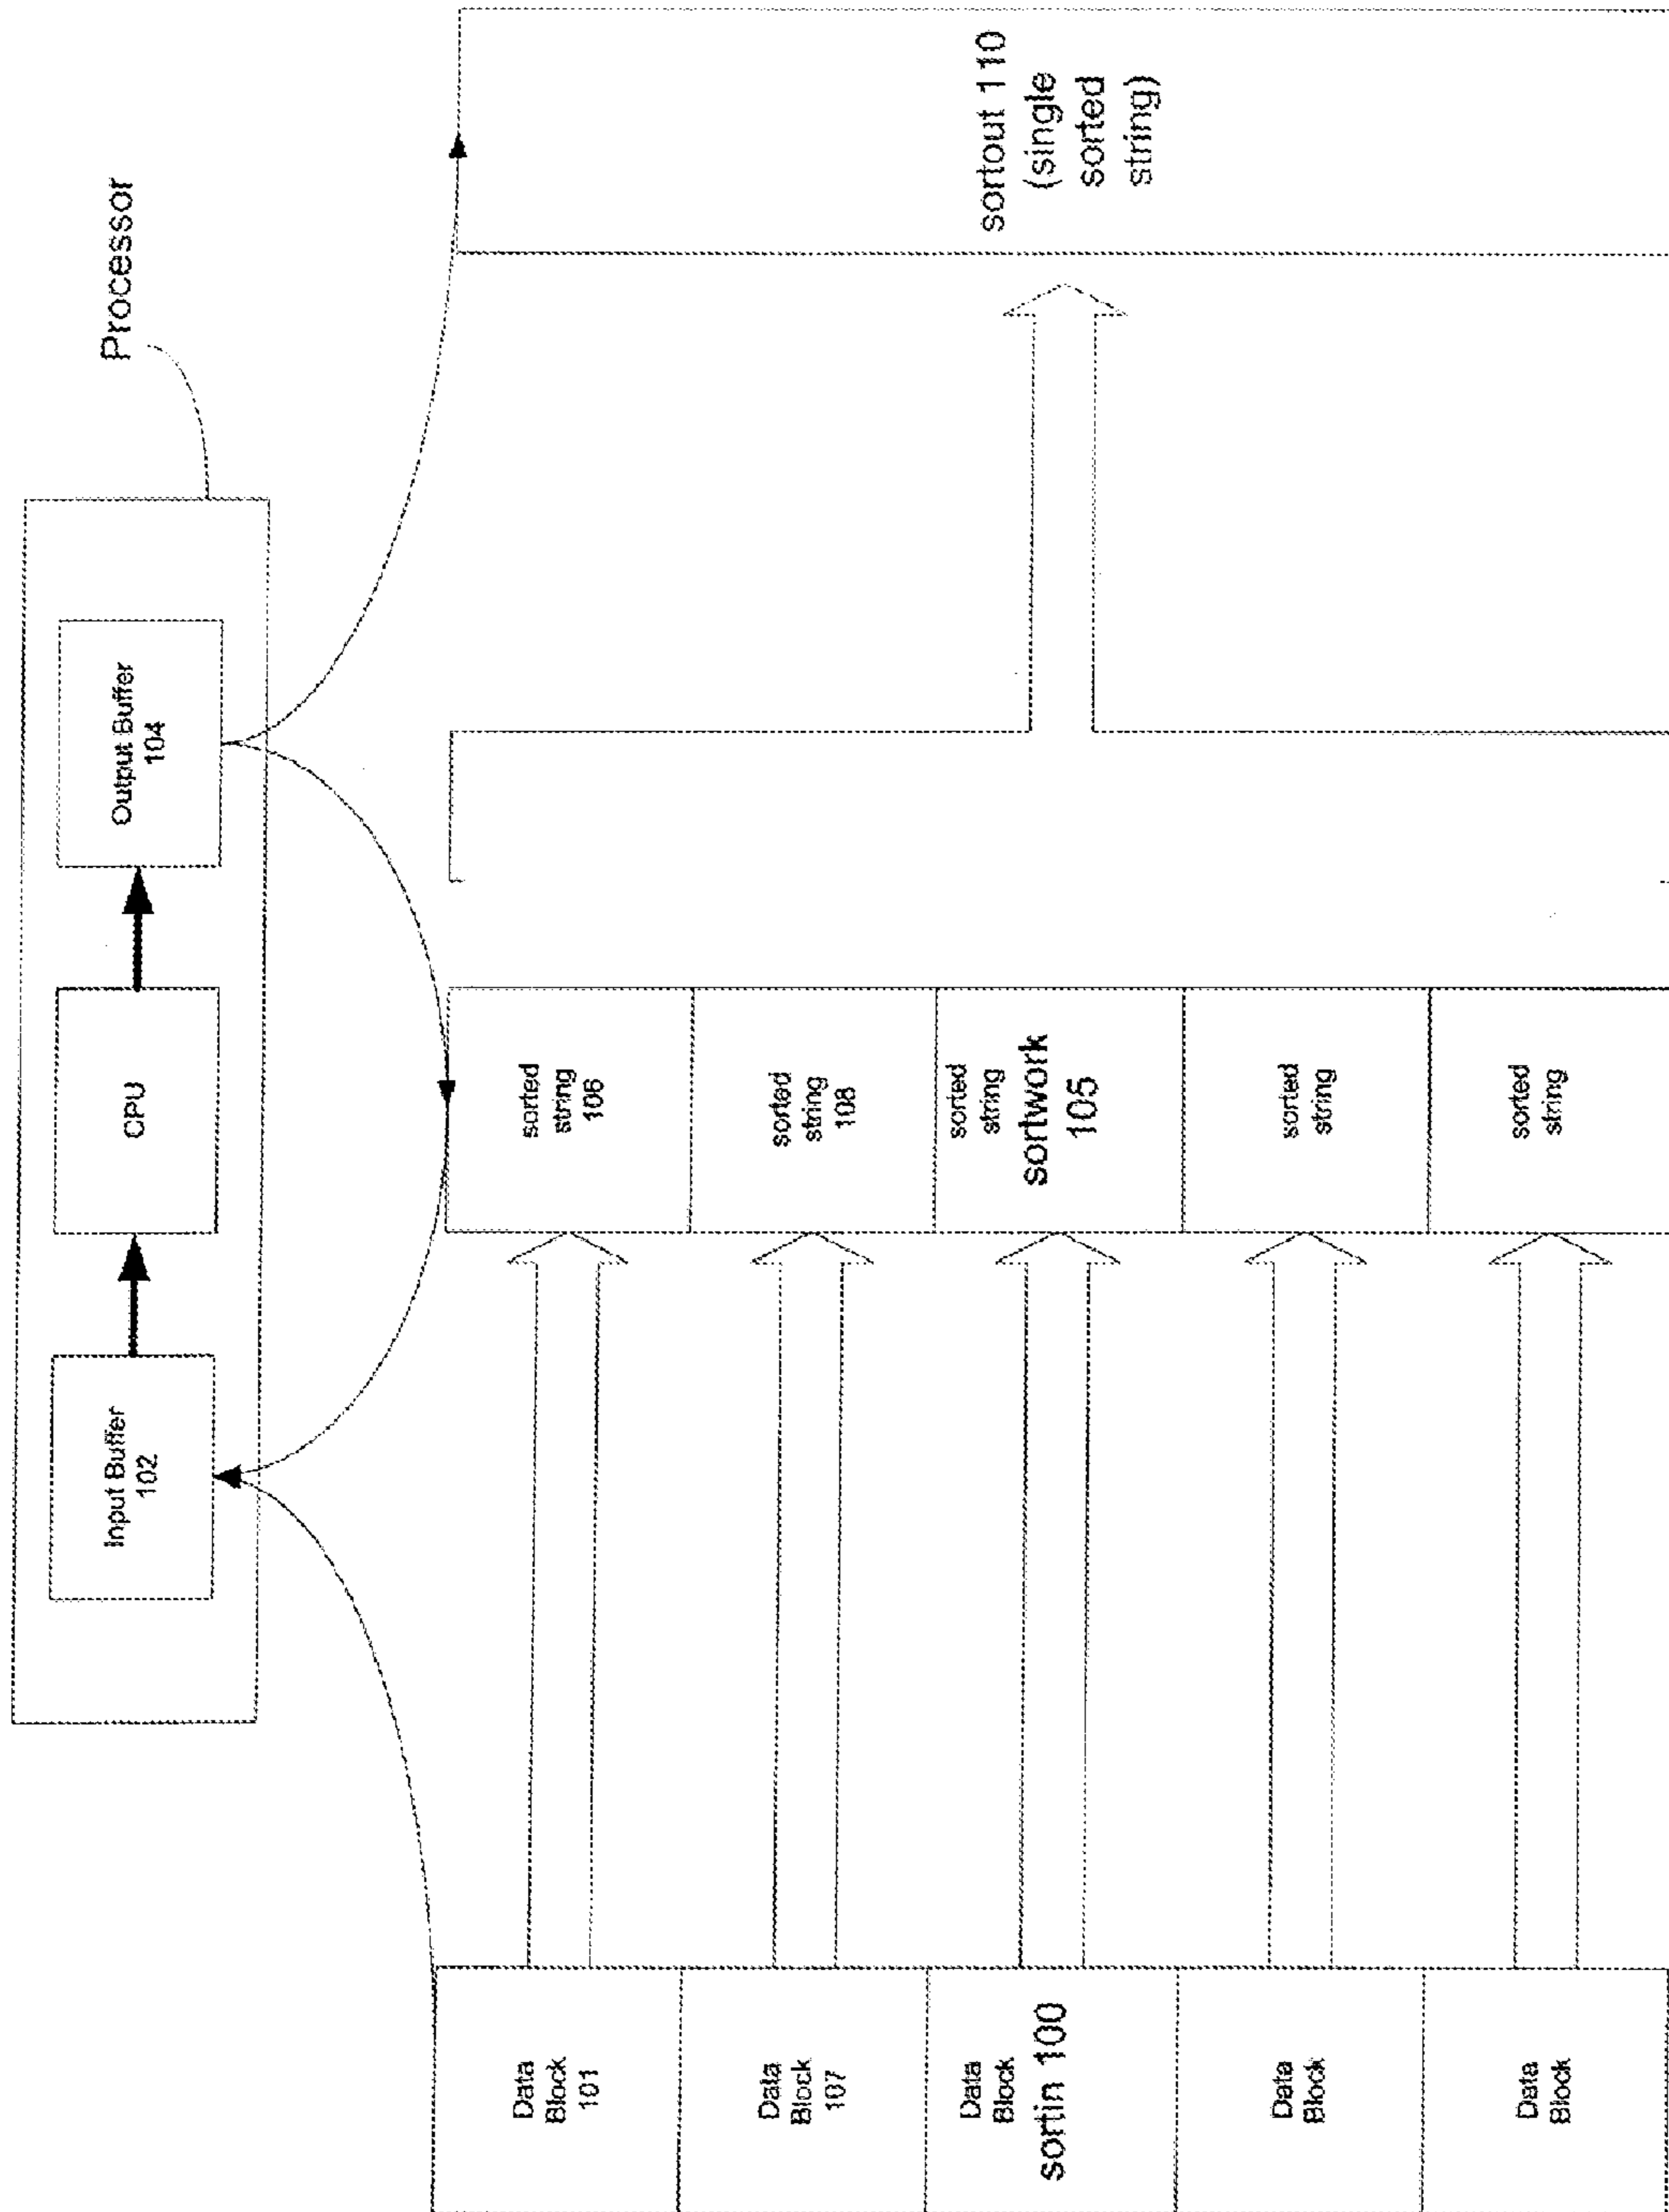 Processor
Input Buffer
102
CPU
Output Buffer
104
Data
Block
101
Data
Block
107
Data
Block
sortin 100
Data
Block
Data
Block
sorted
string
106
sorted
string
108
sorted
string
sortwork
105
sorted
string
sorted
string
sortout 110
(single
sorted
string)